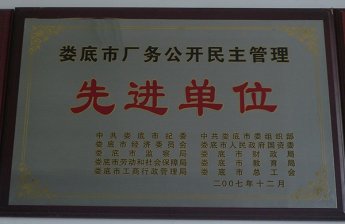 娄底市厂务公开民主管理
先进单位
中共娄底市纪委 中共娄底市委组织部
娄底市经济委员会 娄底市人民政府国资委
娄底市监察局 娄底市财政局
娄底市劳动和社会保障局 娄底市教育局
娄底市工商行政管理局 娄底市总工会
二00七年十二月